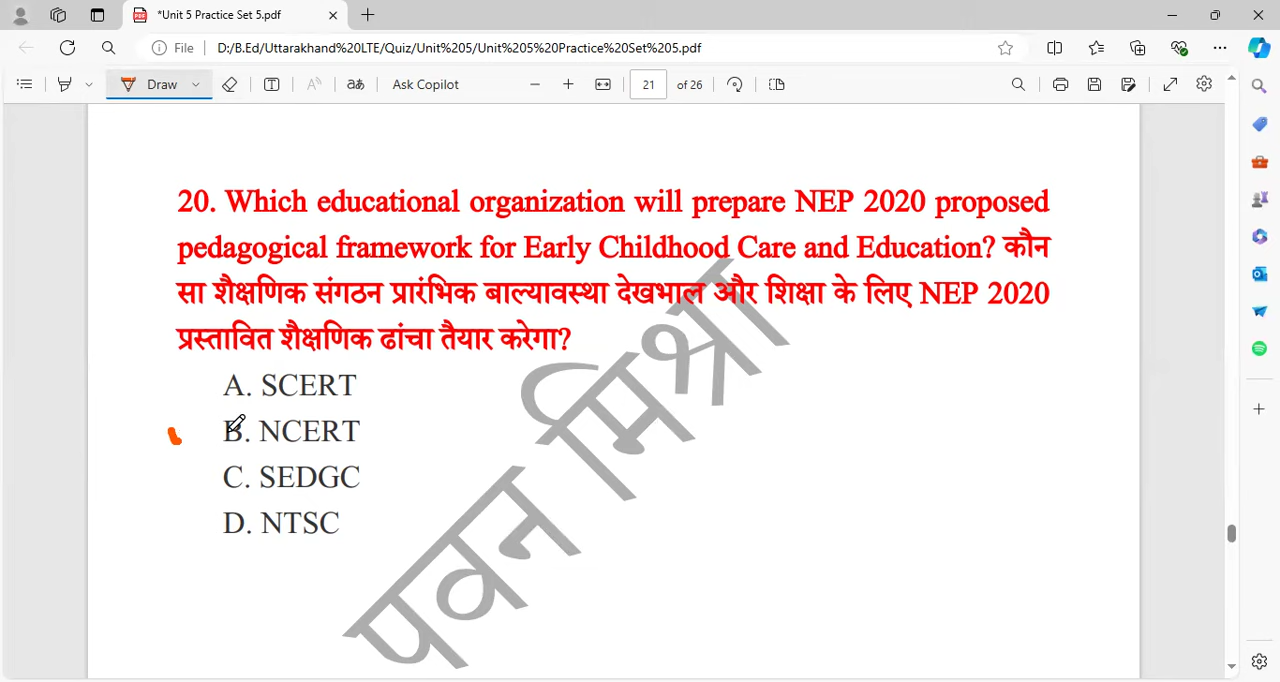 *Unit 5 Practice Set 5.pdf
File D:/B.Ed/Uttarakhand%20LTE/Quiz/Unit%205/Unit%205%20Practice%20Set%205.pdf
Draw Ask Copilot 21 of 26
20. Which educational organization will prepare NEP 2020 proposed
pedagogical framework for Early Childhood Care and Education? कौन
सा शैक्षणिक संगठन प्रारंभिक बाल्यावस्था देखभाल और शिक्षा के लिए NEP 2020
प्रस्तावित शैक्षणिक ढांचा तैयार करेगा?
A. SCERT
B. NCERT
C. SEDGC
D. NTSC
पवन मिश्रा